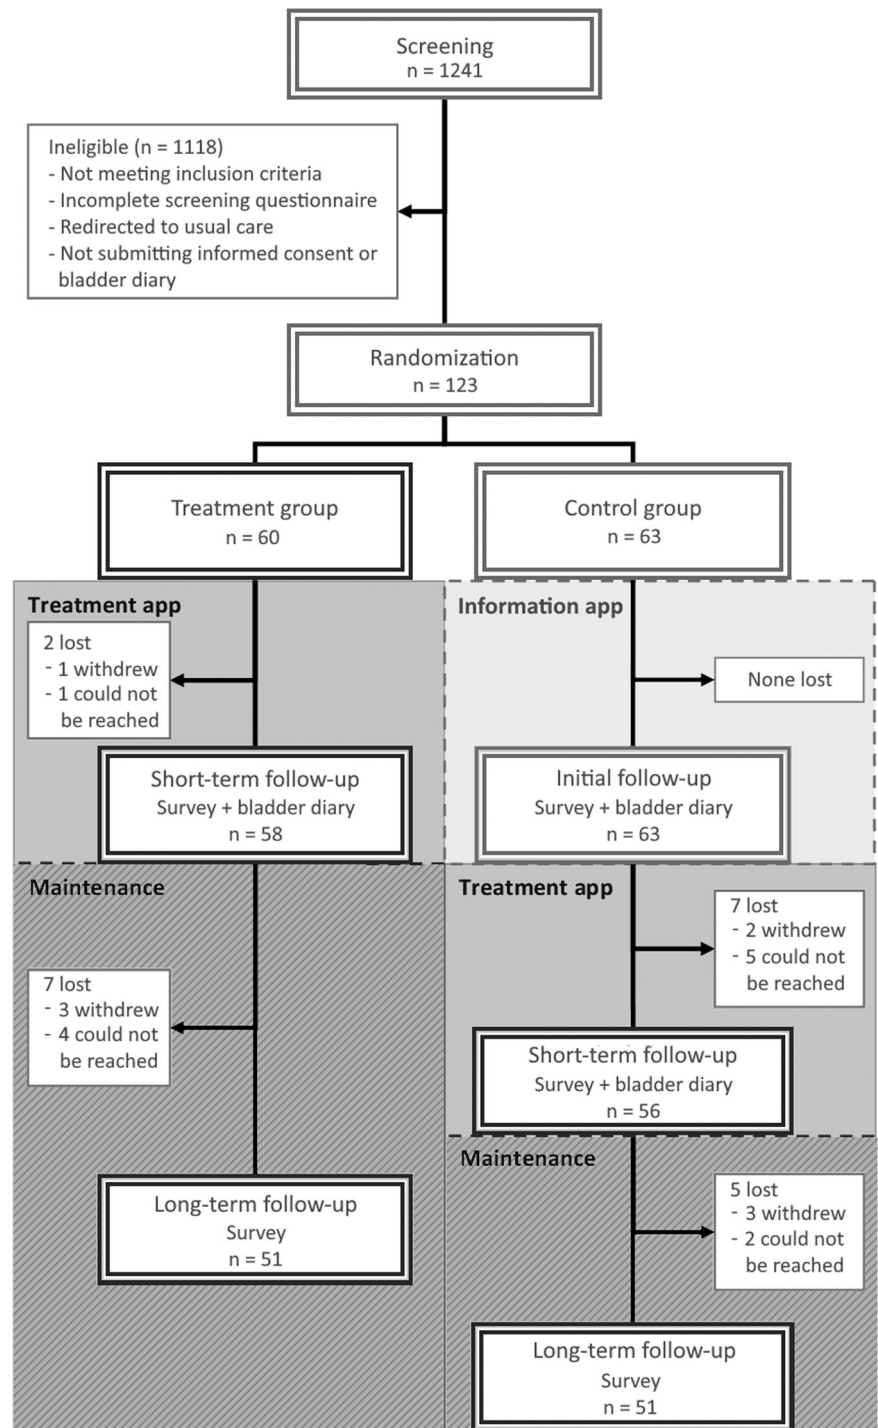 Screening
n = 1241
Ineligible (n = 1118)
- Not meeting inclusion criteria
- Incomplete screening questionnaire
- Redirected to usual care
- Not submitting informed consent or
bladder diary
Randomization
n = 123
Treatment group
n = 60
Control group
n = 63
Treatment app
2 lost
- 1 withdrew
- 1 could not
be reached
Information app
None lost
Short-term follow-up
Survey + bladder diary
n = 58
Initial follow-up
Survey + bladder diary
n = 63
Maintenance
7 lost
- 3 withdrew
- 4 could not
be reached
Treatment app
7 lost
- 2 withdrew
- 5 could not
be reached
Short-term follow-up
Survey + bladder diary
n = 56
Long-term follow-up
Survey
n = 51
Maintenance
5 lost
- 3 withdrew
- 2 could not
be reached
Long-term follow-up
Survey
n = 51